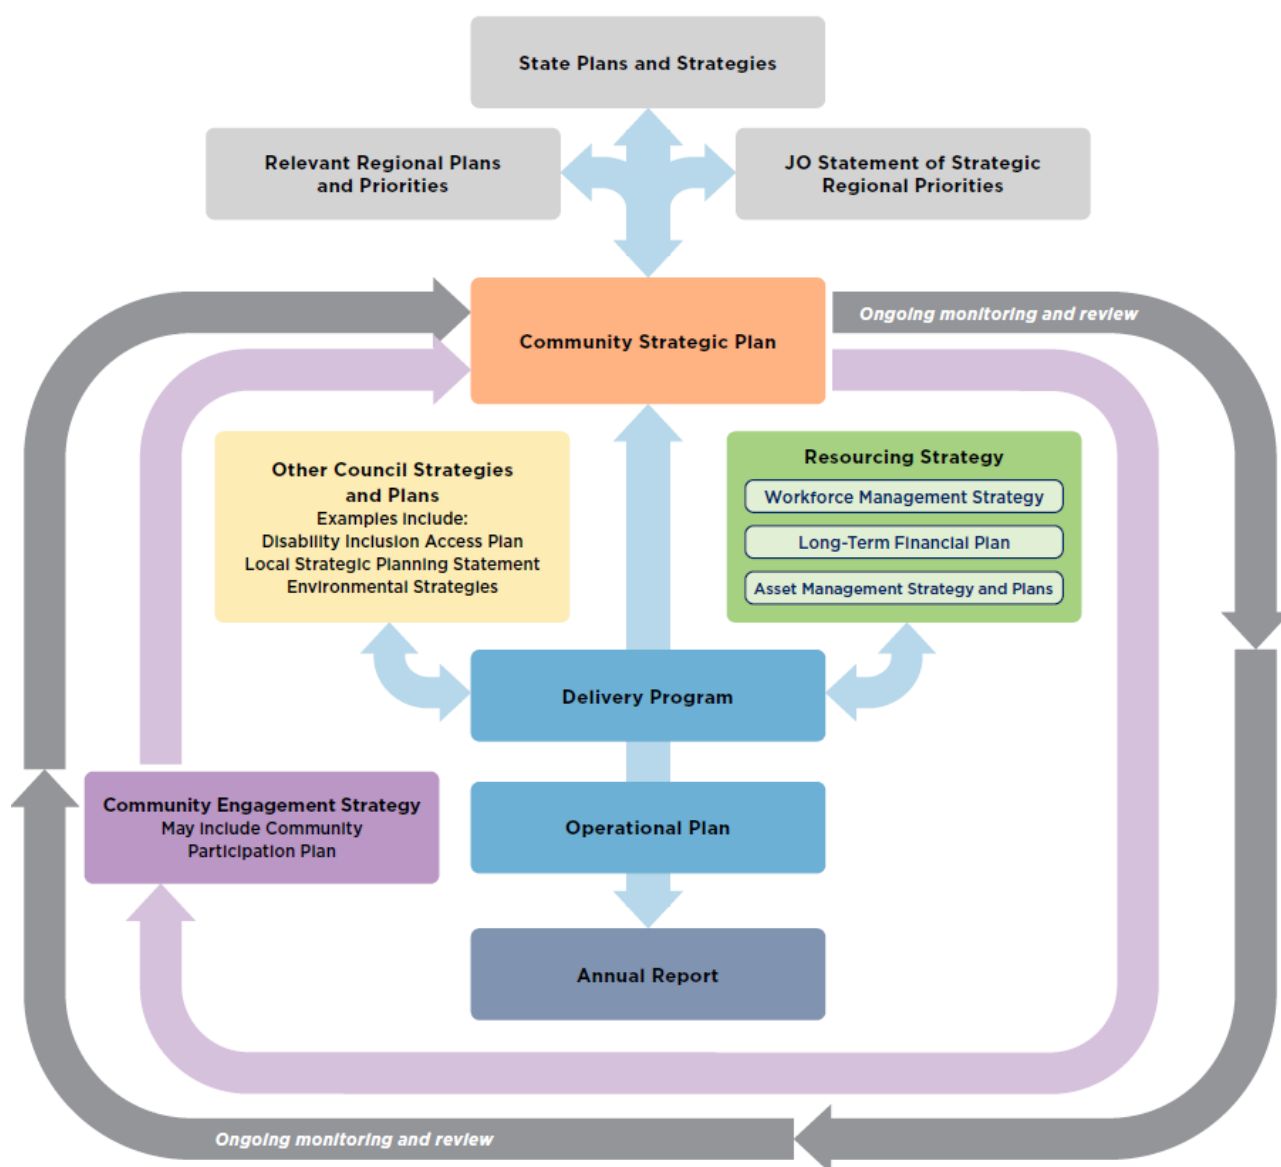 State Plans and Strategies
Relevant Regional Plans
and Priorities
JO Statement of Strategic
Regional Priorities
Community Strategic Plan
Ongoing monitoring and review
Other Council Strategies
and Plans
Examples include:
Disability Inclusion Access Plan
Local Strategic Planning Statement
Environmental Strategies
Resourcing Strategy
Workforce Management Strategy
Long-Term Financial Plan
Asset Management Strategy and Plans
Delivery Program
Community Engagement Strategy
May include Community
Participation Plan
Operational Plan
Annual Report
Ongoing monitoring and review